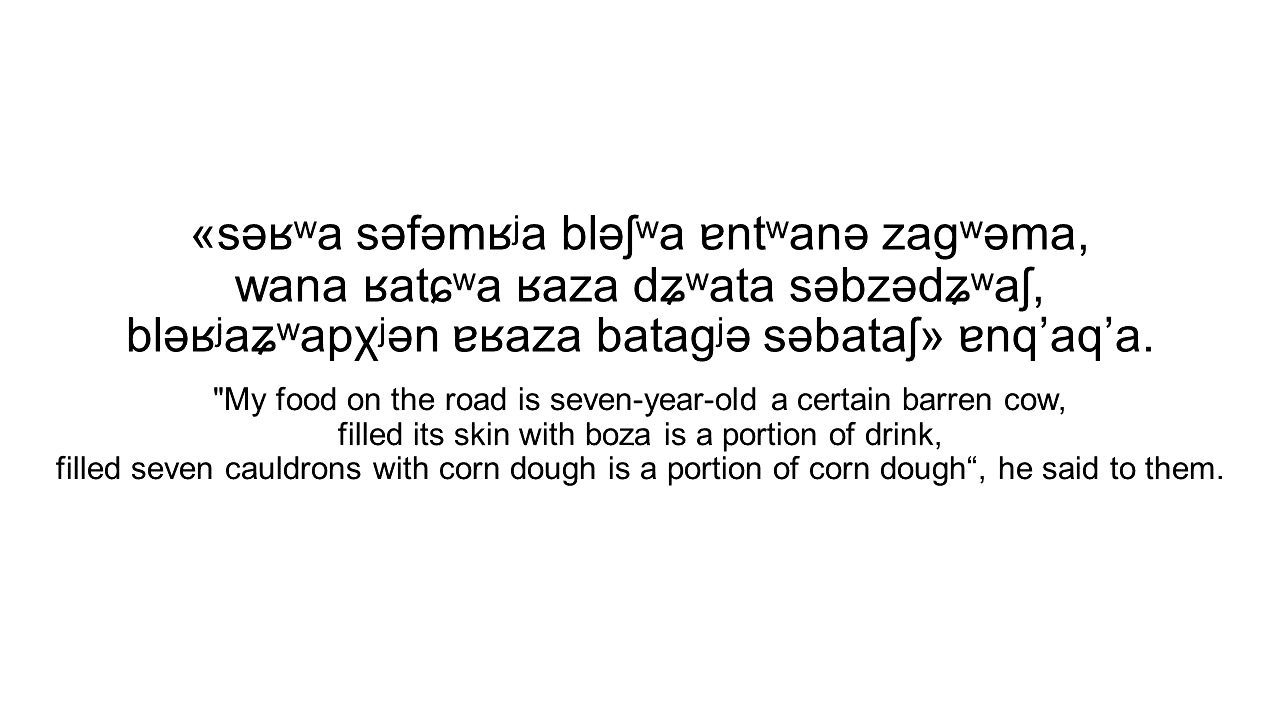 «səʁʷa səfəmʁʲa bləʃʷa ɐntʷanə zagʷəma,
wana ʁatɕʷa ʁaza dʑʷata səbzədʑʷaʃ,
bləʁʲaʑʷapχʲən ɐʁaza batagʲə səbataʃ» ɐnq’aq’a.
"My food on the road is seven-year-old a certain barren cow,
filled its skin with boza is a portion of drink,
filled seven cauldrons with corn dough is a portion of corn dough“, he said to them.